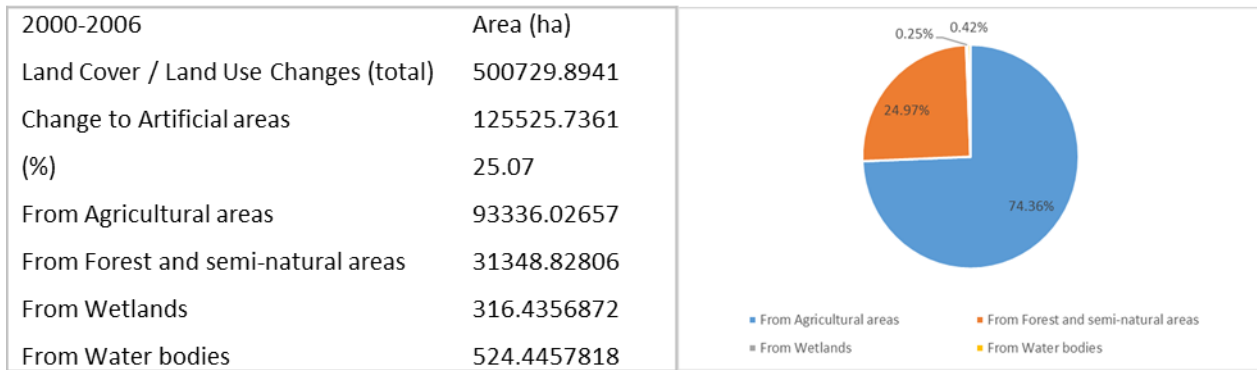 2000-2006 Area (ha)
Land Cover / Land Use Changes (total) 500729.8941
Change to Artificial areas 125525.7361
(%) 25.07
From Agricultural areas 93336.02657
From Forest and semi-natural areas 31348.82806
From Wetlands 316.4356872
From Water bodies 524.4457818
0.25% 0.42%
24.97%
74.36%
From Agricultural areas From Forest and semi-natural areas
From Wetlands From Water bodies